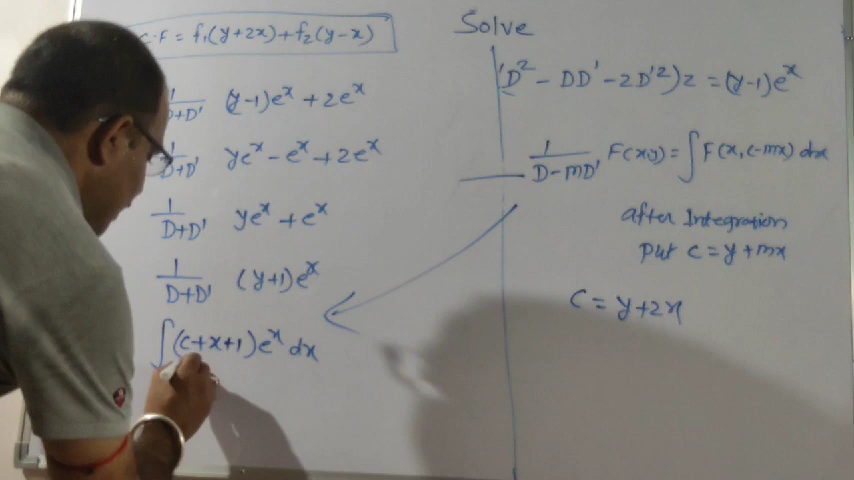 C.F = f₁(y+2x)+f₂(y-x)
1/D+D' (y-1)eˣ + 2eˣ
1/D+D' yeˣ - eˣ + 2eˣ
1/D+D' yeˣ + eˣ
1/D+D' (y+1)eˣ
∫(c+x+1)eˣ dx
Solve
(D² - DD' - 2D'²)z = (y-1)eˣ
1/D-mD' F(x,y) = ∫F(x, c-mx) dx
after Integration
put c = y+mx
c = y+2x